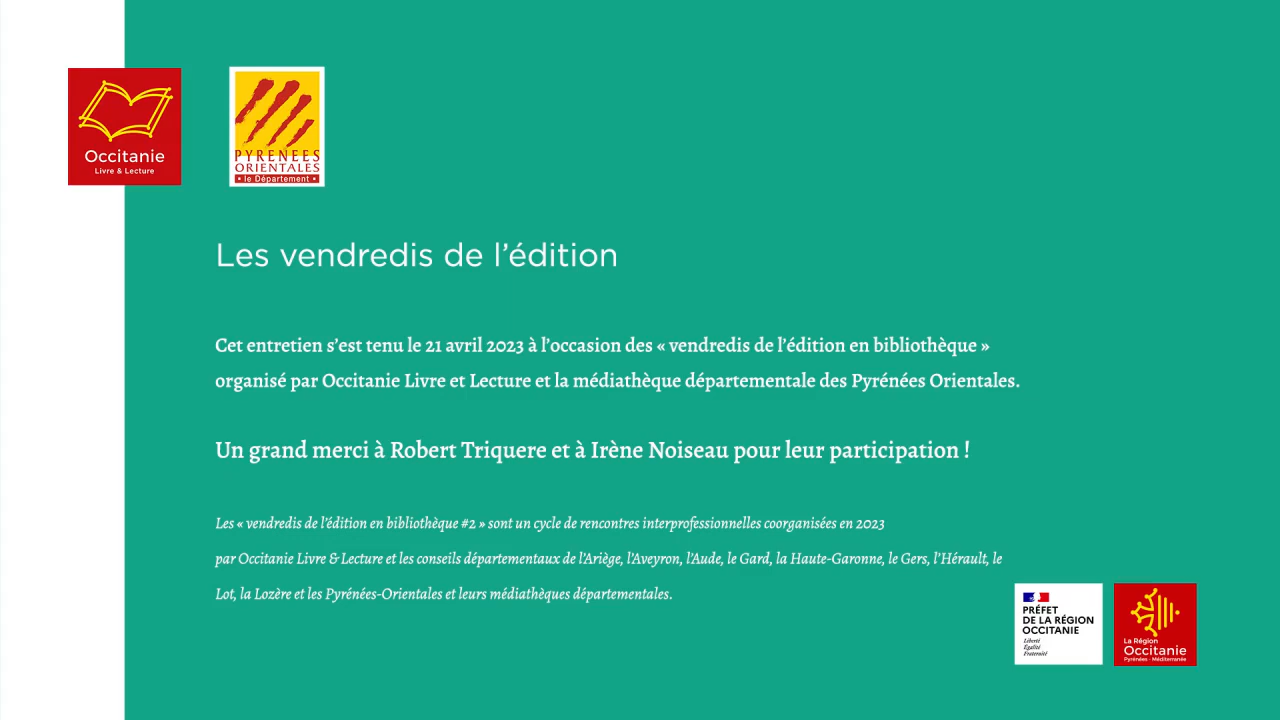 Occitanie
Livre & Lecture
PYRENEES
ORIENTALES
le Département
Les vendredis de l’édition
Cet entretien s’est tenu le 21 avril 2023 à l’occasion des « vendredis de l’édition en bibliothèque »
organisé par Occitanie Livre et Lecture et la médiathèque départementale des Pyrénées Orientales.
Un grand merci à Robert Triquere et à Irène Noiseau pour leur participation !
Les « vendredis de l’édition en bibliothèque #2 » sont un cycle de rencontres interprofessionnelles coorganisées en 2023
par Occitanie Livre & Lecture et les conseils départementaux de l’Ariège, l’Aveyron, l’Aude, le Gard, la Haute-Garonne, le Gers, l’Hérault, le
Lot, la Lozère et les Pyrénées-Orientales et leurs médiathèques départementales.
PRÉFET
DE LA RÉGION
OCCITANIE
Liberté
Égalité
Fraternité
La Région
Occitanie
Pyrénées - Méditerranée